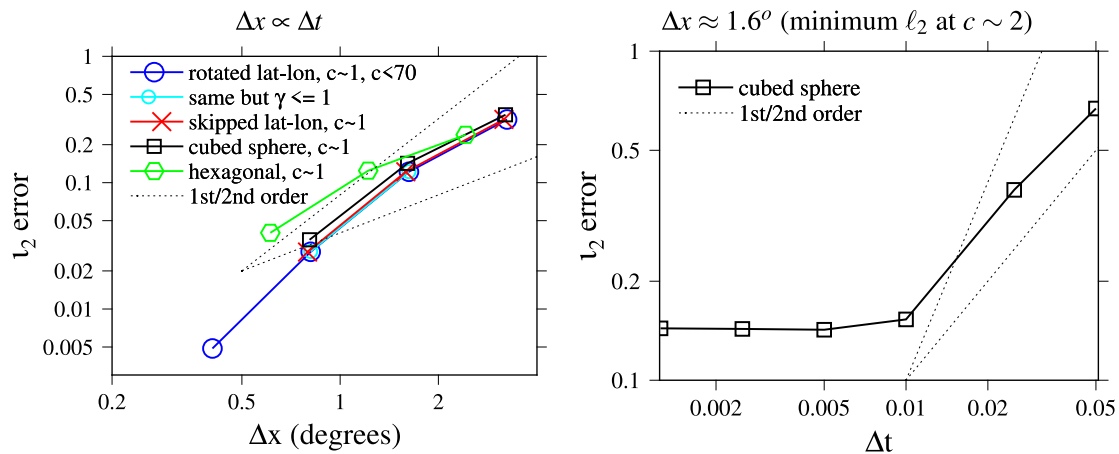 Δx ∝ Δt
1
0.5
0.2
0.1
0.05
0.02
0.01
0.005
ι₂ error
rotated lat-lon, c~1, c<70
same but γ <= 1
skipped lat-lon, c~1
cubed sphere, c~1
hexagonal, c~1
1st/2nd order
0.2 0.5 1 2
Δx (degrees)
Δx ≈ 1.6ᵒ (minimum ℓ₂ at c ∼ 2)
1
0.5
0.2
0.1
ι₂ error
cubed sphere
1st/2nd order
0.002 0.005 0.01 0.02 0.05
Δt